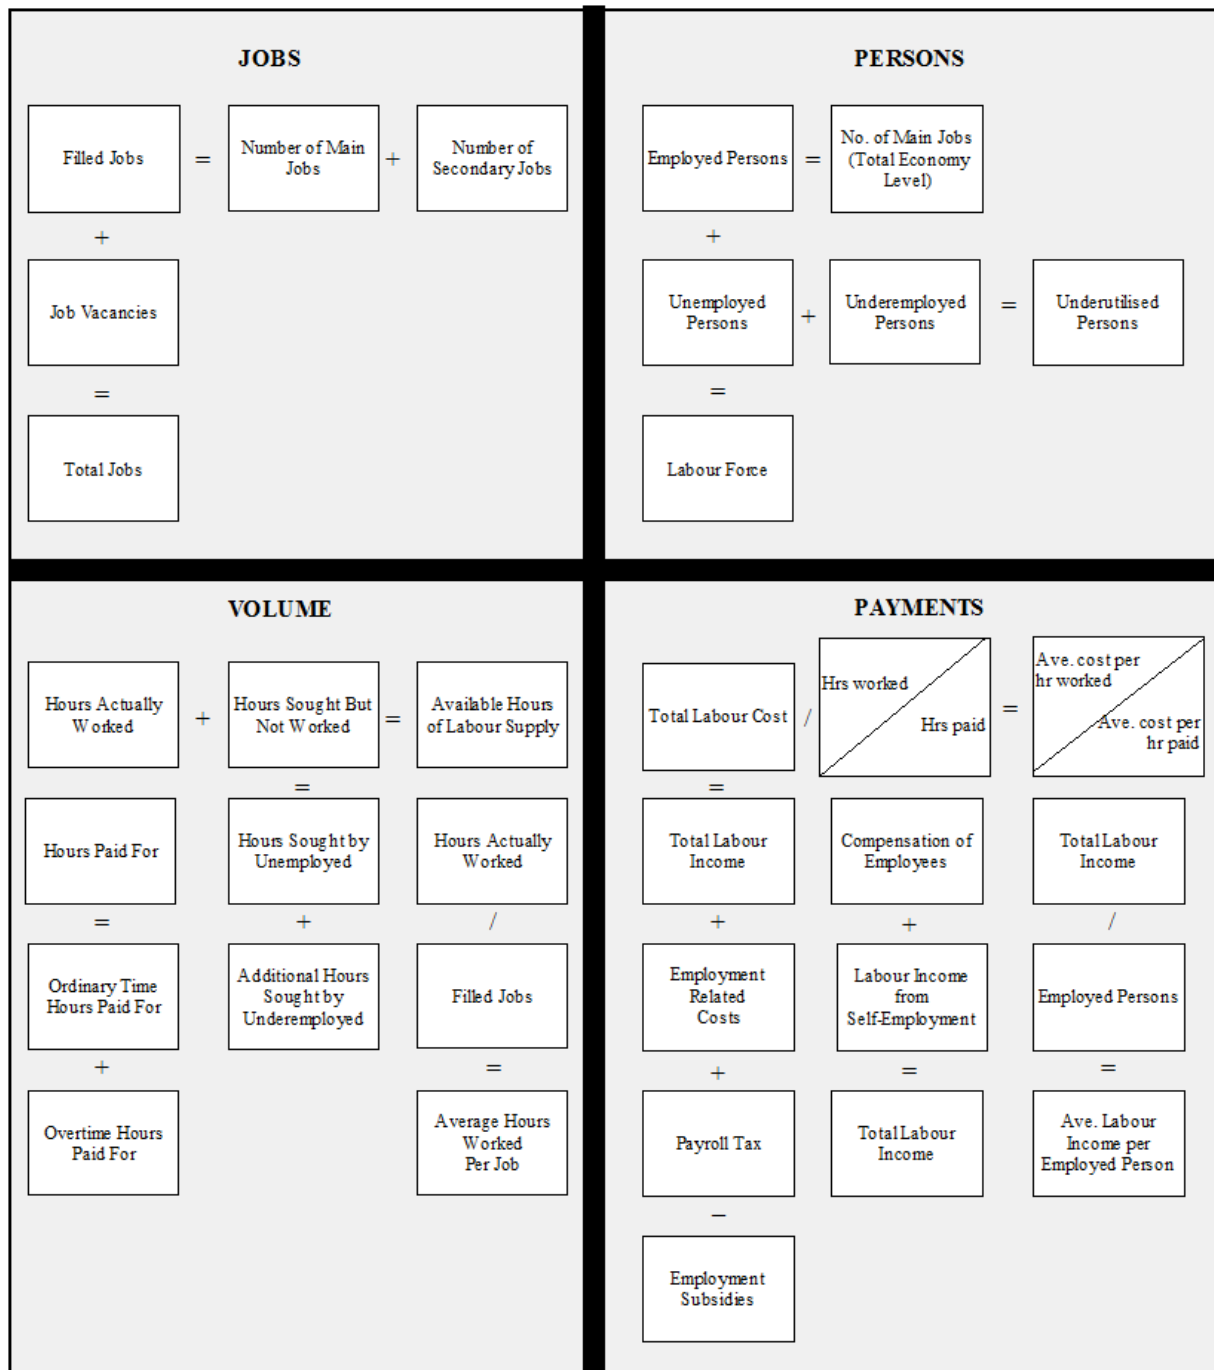 JOBS
Filled Jobs
=
Number of Main
Jobs
+
Number of
Secondary Jobs
+
Job Vacancies
=
Total Jobs
PERSONS
Employed Persons
=
No. of Main Jobs
(Total Economy
Level)
+
Unemployed
Persons
+
Underemployed
Persons
=
Underutilised
Persons
=
Labour Force
VOLUME
Hours Actually
Worked
+
Hours Sought But
Not Worked
=
Available Hours
of Labour Supply
=
Hours Paid For
Hours Sought by
Unemployed
Hours Actually
Worked
=
+
/
Ordinary Time
Hours Paid For
Additional Hours
Sought by
Underemployed
Filled Jobs
+
=
Overtime Hours
Paid For
Average Hours
Worked
Per Job
PAYMENTS
Total Labour Cost
/
Hrs worked
Hrs paid
=
Ave. cost per
hr worked
Ave. cost per
hr paid
=
Total Labour
Income
Compensation of
Employees
Total Labour
Income
+
+
/
Employment
Related
Costs
Labour Income
from
Self-Employment
Employed Persons
+
=
=
Payroll Tax
Total Labour
Income
Ave. Labour
Income per
Employed Person
−
Employment
Subsidies